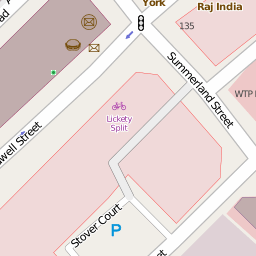 York
Raj India
135
Summerland Street
WTP
Lickety
Split
well Street
Stover Court
P